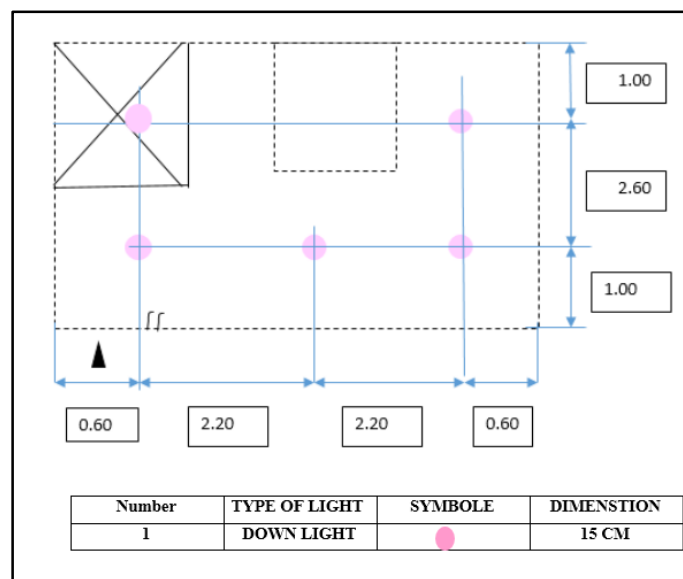 1.00
2.60
1.00
0.60 2.20 2.20 0.60
Number TYPE OF LIGHT SYMBOLE DIMENSTION
1 DOWN LIGHT 15 CM